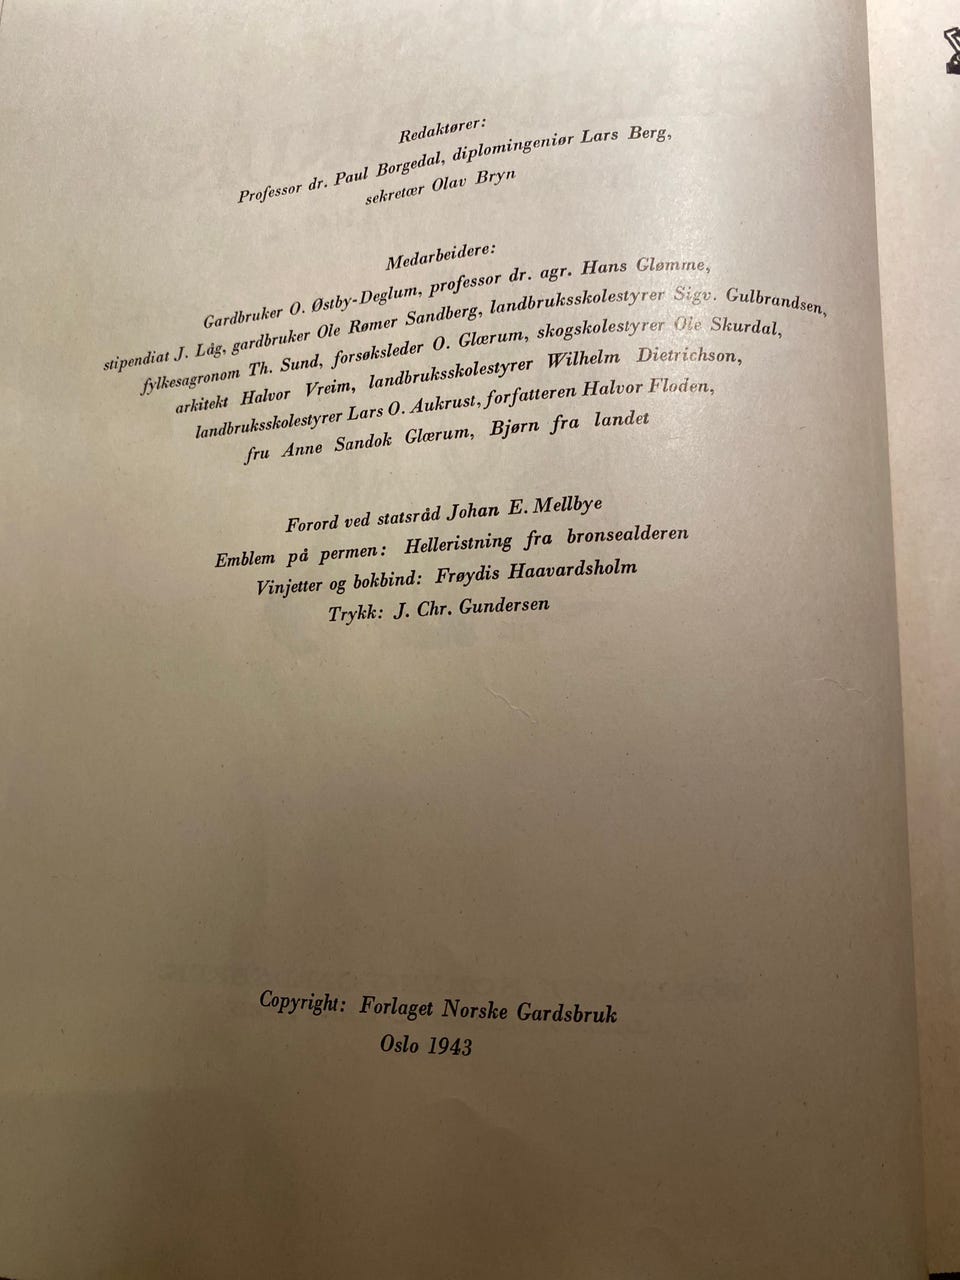 Redaktører:
Professor dr. Paul Borgedal, diplomingeniør Lars Berg,
sekretær Olav Bryn
Medarbeidere:
Gardbruker O. Østby-Deglum, professor dr. agr. Hans Glømme,
stipendiat J. Låg, gardbruker Ole Rømer Sandberg, landbruksskolestyrer Sigv. Gulbrandsen,
fylkesagronom Th. Sund, forsøksleder O. Glærum, skogskolestyrer Ole Skurdal,
arkitekt Halvor Vreim, landbruksskolestyrer Wilhelm Dietrichson,
landbruksskolestyrer Lars O. Aukrust, forfatteren Halvor Floden,
fru Anne Sandok Glærum, Bjørn fra landet
Forord ved statsråd Johan E. Mellbye
Emblem på permen: Helleristning fra bronsealderen
Vinjetter og bokbind: Frøydis Haavardsholm
Trykk: J. Chr. Gundersen
Copyright: Forlaget Norske Gardsbruk
Oslo 1943